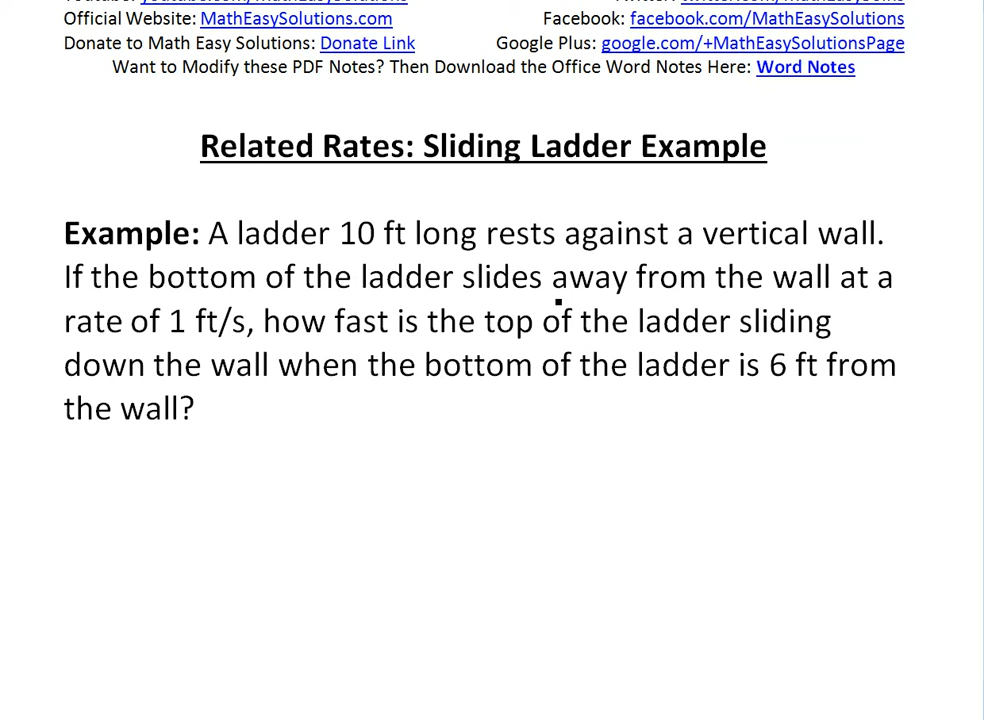 Official Website: MathEasySolutions.com Facebook: facebook.com/MathEasySolutions
Donate to Math Easy Solutions: Donate Link Google Plus: google.com/+MathEasySolutionsPage
Want to Modify these PDF Notes? Then Download the Office Word Notes Here: Word Notes
Related Rates: Sliding Ladder Example
Example: A ladder 10 ft long rests against a vertical wall.
If the bottom of the ladder slides away from the wall at a
rate of 1 ft/s, how fast is the top of the ladder sliding
down the wall when the bottom of the ladder is 6 ft from
the wall?